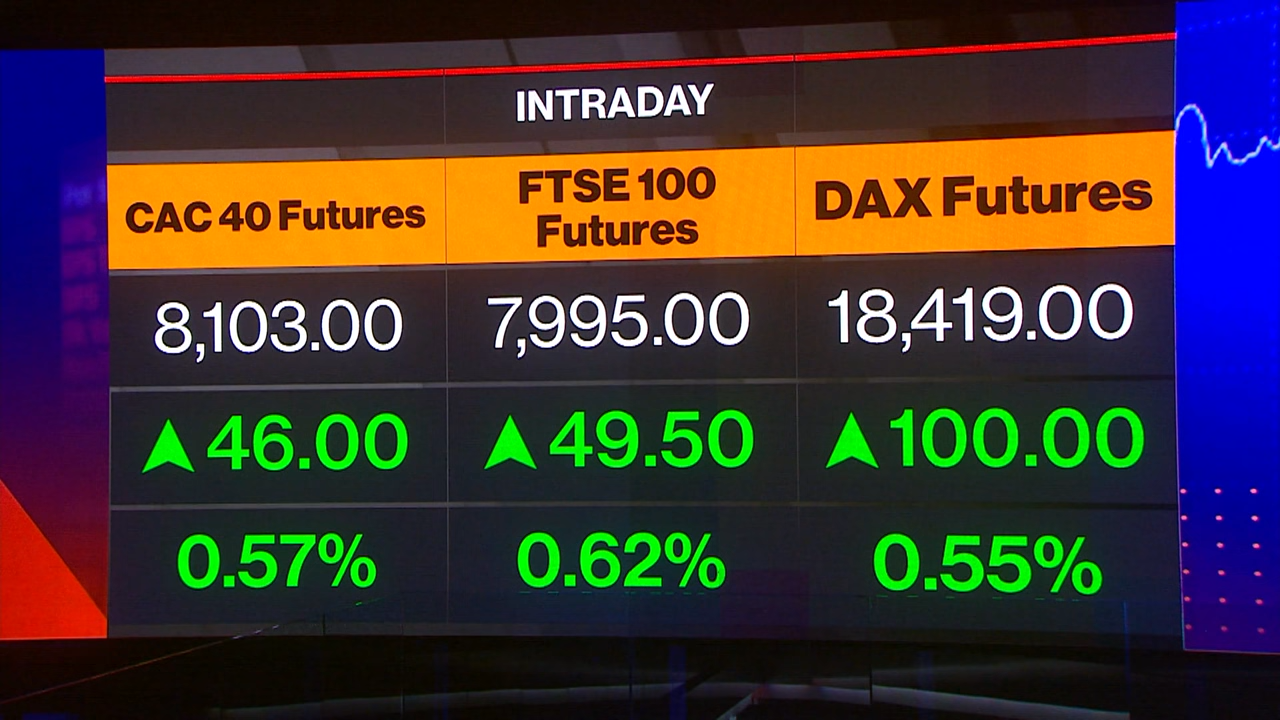 INTRADAY
CAC 40 Futures
FTSE 100
Futures
DAX Futures
8,103.00
7,995.00
18,419.00
▲46.00
▲49.50
▲100.00
0.57%
0.62%
0.55%